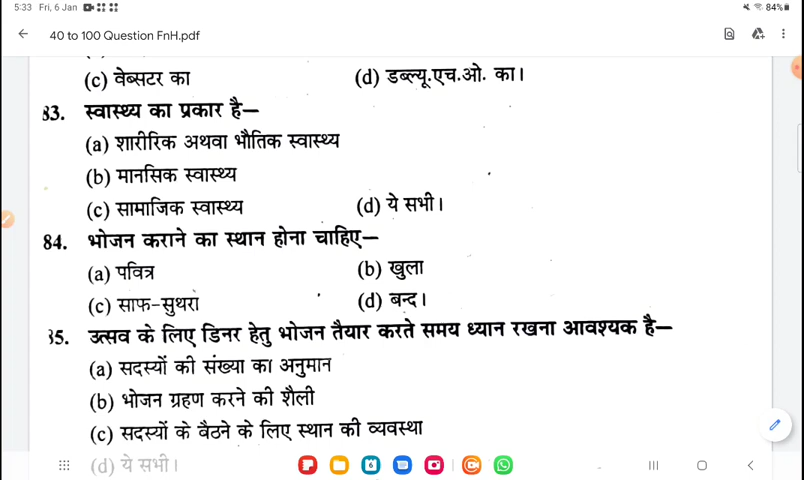 5:33 Fri, 6 Jan 84%
40 to 100 Question FnH.pdf
(c) वेब्सटर का (d) डब्ल्यू.एच.ओ. का।
83. स्वास्थ्य का प्रकार है—
(a) शारीरिक अथवा भौतिक स्वास्थ्य
(b) मानसिक स्वास्थ्य
(c) सामाजिक स्वास्थ्य (d) ये सभी।
84. भोजन कराने का स्थान होना चाहिए—
(a) पवित्र (b) खुला
(c) साफ-सुथरा (d) बन्द।
85. उत्सव के लिए डिनर हेतु भोजन तैयार करते समय ध्यान रखना आवश्यक है—
(a) सदस्यों की संख्या का अनुमान
(b) भोजन ग्रहण करने की शैली
(c) सदस्यों के बैठने के लिए स्थान की व्यवस्था
(d) ये सभी।